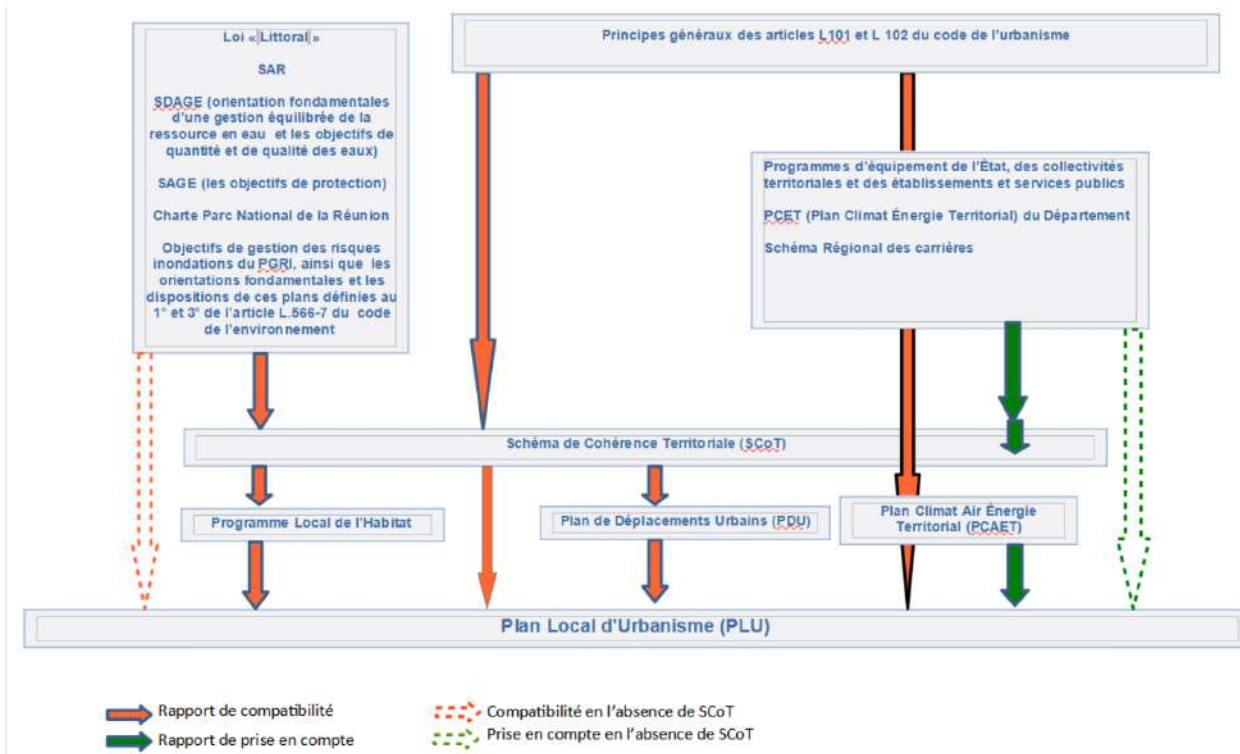 Loi « Littoral »
SAR
SDAGE (orientation fondamentales
d'une gestion équilibrée de la
ressource en eau et les objectifs de
quantité et de qualité des eaux)
SAGE (les objectifs de protection)
Charte Parc National de la Réunion
Objectifs de gestion des risques
inondations du PGRI, ainsi que les
orientations fondamentales et les
dispositions de ces plans définies au
1° et 3° de l'article L.566-7 du code
de l'environnement
Principes généraux des articles L101 et L 102 du code de l'urbanisme
Programmes d'équipement de l'État, des collectivités
territoriales et des établissements et services publics
PCET (Plan Climat Énergie Territorial) du Département
Schéma Régional des carrières
Schéma de Cohérence Territoriale (SCoT)
Programme Local de l'Habitat
Plan de Déplacements Urbains (PDU)
Plan Climat Air Énergie
Territorial (PCAET)
Plan Local d'Urbanisme (PLU)
Rapport de compatibilité
Compatibilité en l'absence de SCoT
Rapport de prise en compte
Prise en compte en l'absence de SCoT